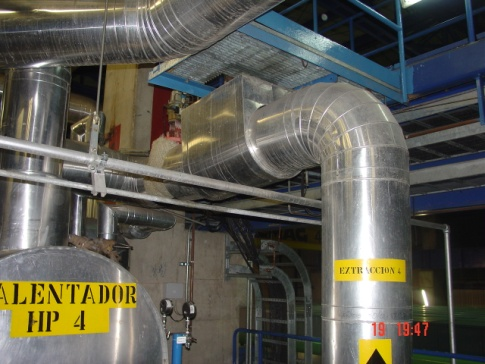 ALENTADOR
HP 4
EZTRACCION 4
19 19:47